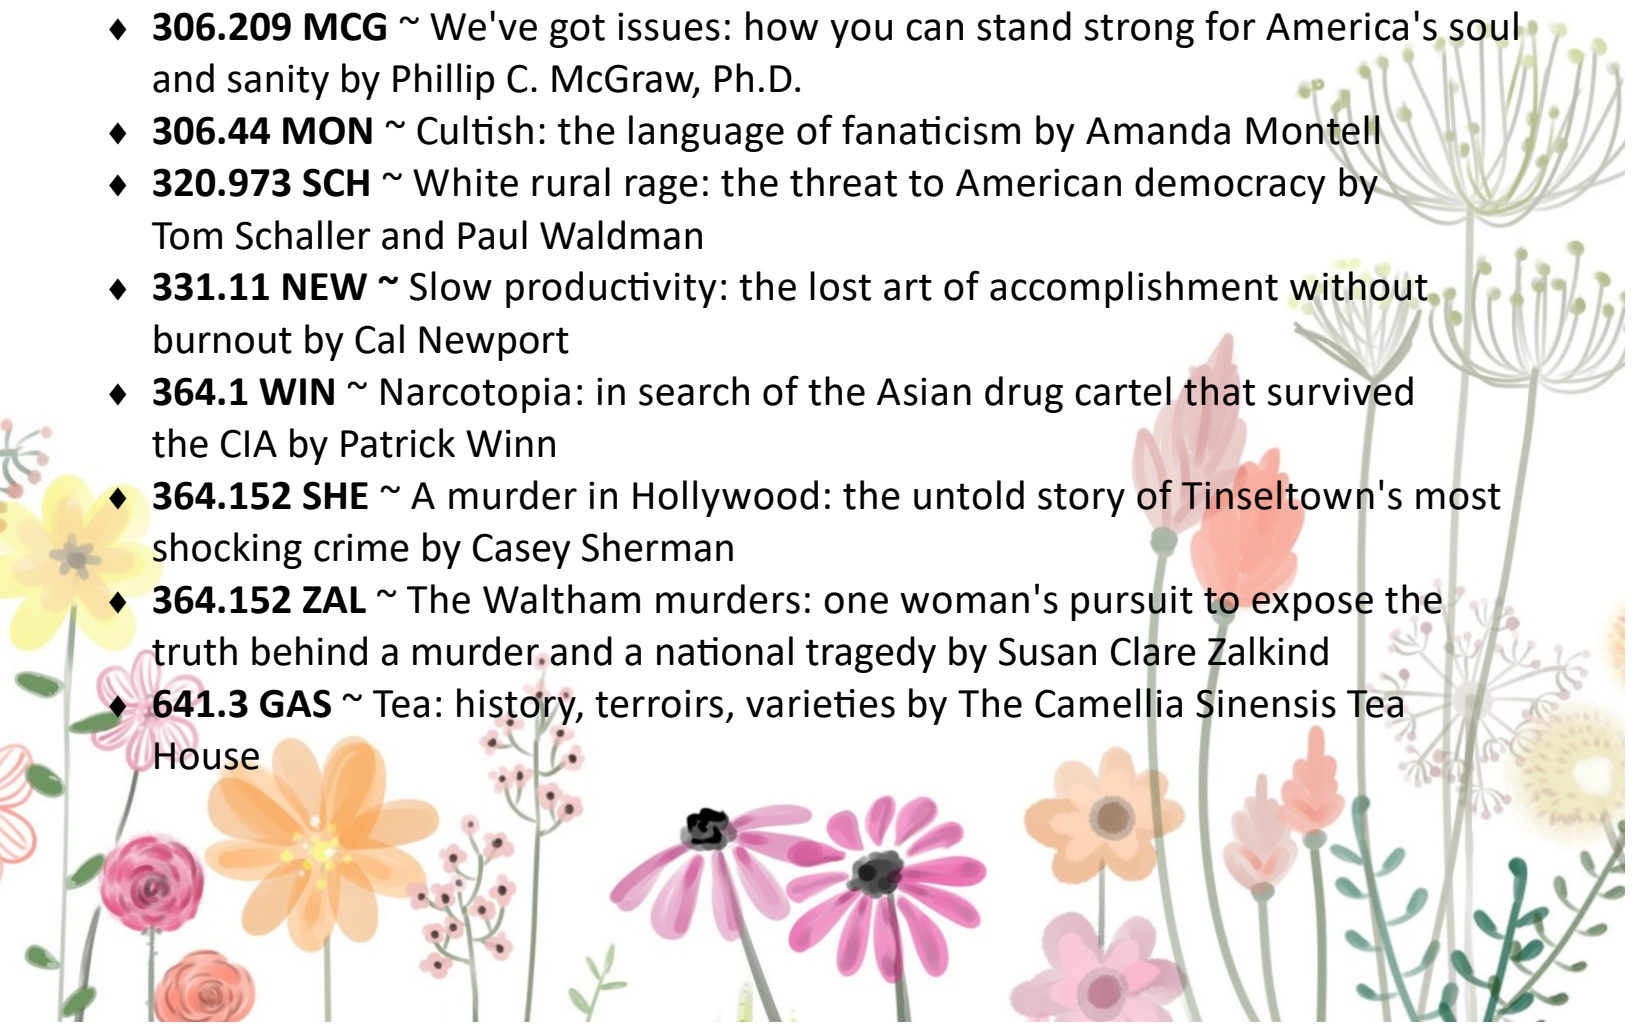 ♦ 306.209 MCG ~ We've got issues: how you can stand strong for America's soul
and sanity by Phillip C. McGraw, Ph.D.
♦ 306.44 MON ~ Cultish: the language of fanaticism by Amanda Montell
♦ 320.973 SCH ~ White rural rage: the threat to American democracy by
Tom Schaller and Paul Waldman
♦ 331.11 NEW ~ Slow productivity: the lost art of accomplishment without
burnout by Cal Newport
♦ 364.1 WIN ~ Narcotopia: in search of the Asian drug cartel that survived
the CIA by Patrick Winn
♦ 364.152 SHE ~ A murder in Hollywood: the untold story of Tinseltown's most
shocking crime by Casey Sherman
♦ 364.152 ZAL ~ The Waltham murders: one woman's pursuit to expose the
truth behind a murder and a national tragedy by Susan Clare Zalkind
♦ 641.3 GAS ~ Tea: history, terroirs, varieties by The Camellia Sinensis Tea
House